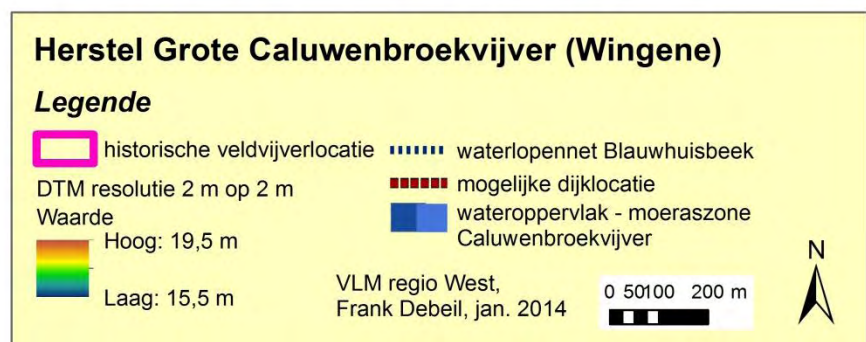 Herstel Grote Caluwenbroekvijver (Wingene)
Legende
historische veldvijverlocatie
DTM resolutie 2 m op 2 m
Waarde
Hoog: 19,5 m
Laag: 15,5 m
waterlopennet Blauwhuisbeek
mogelijke dijklocatie
wateroppervlak - moeraszone
Caluwenbroekvijver
VLM regio West,
Frank Debeil, jan. 2014
0 50100 200 m
N